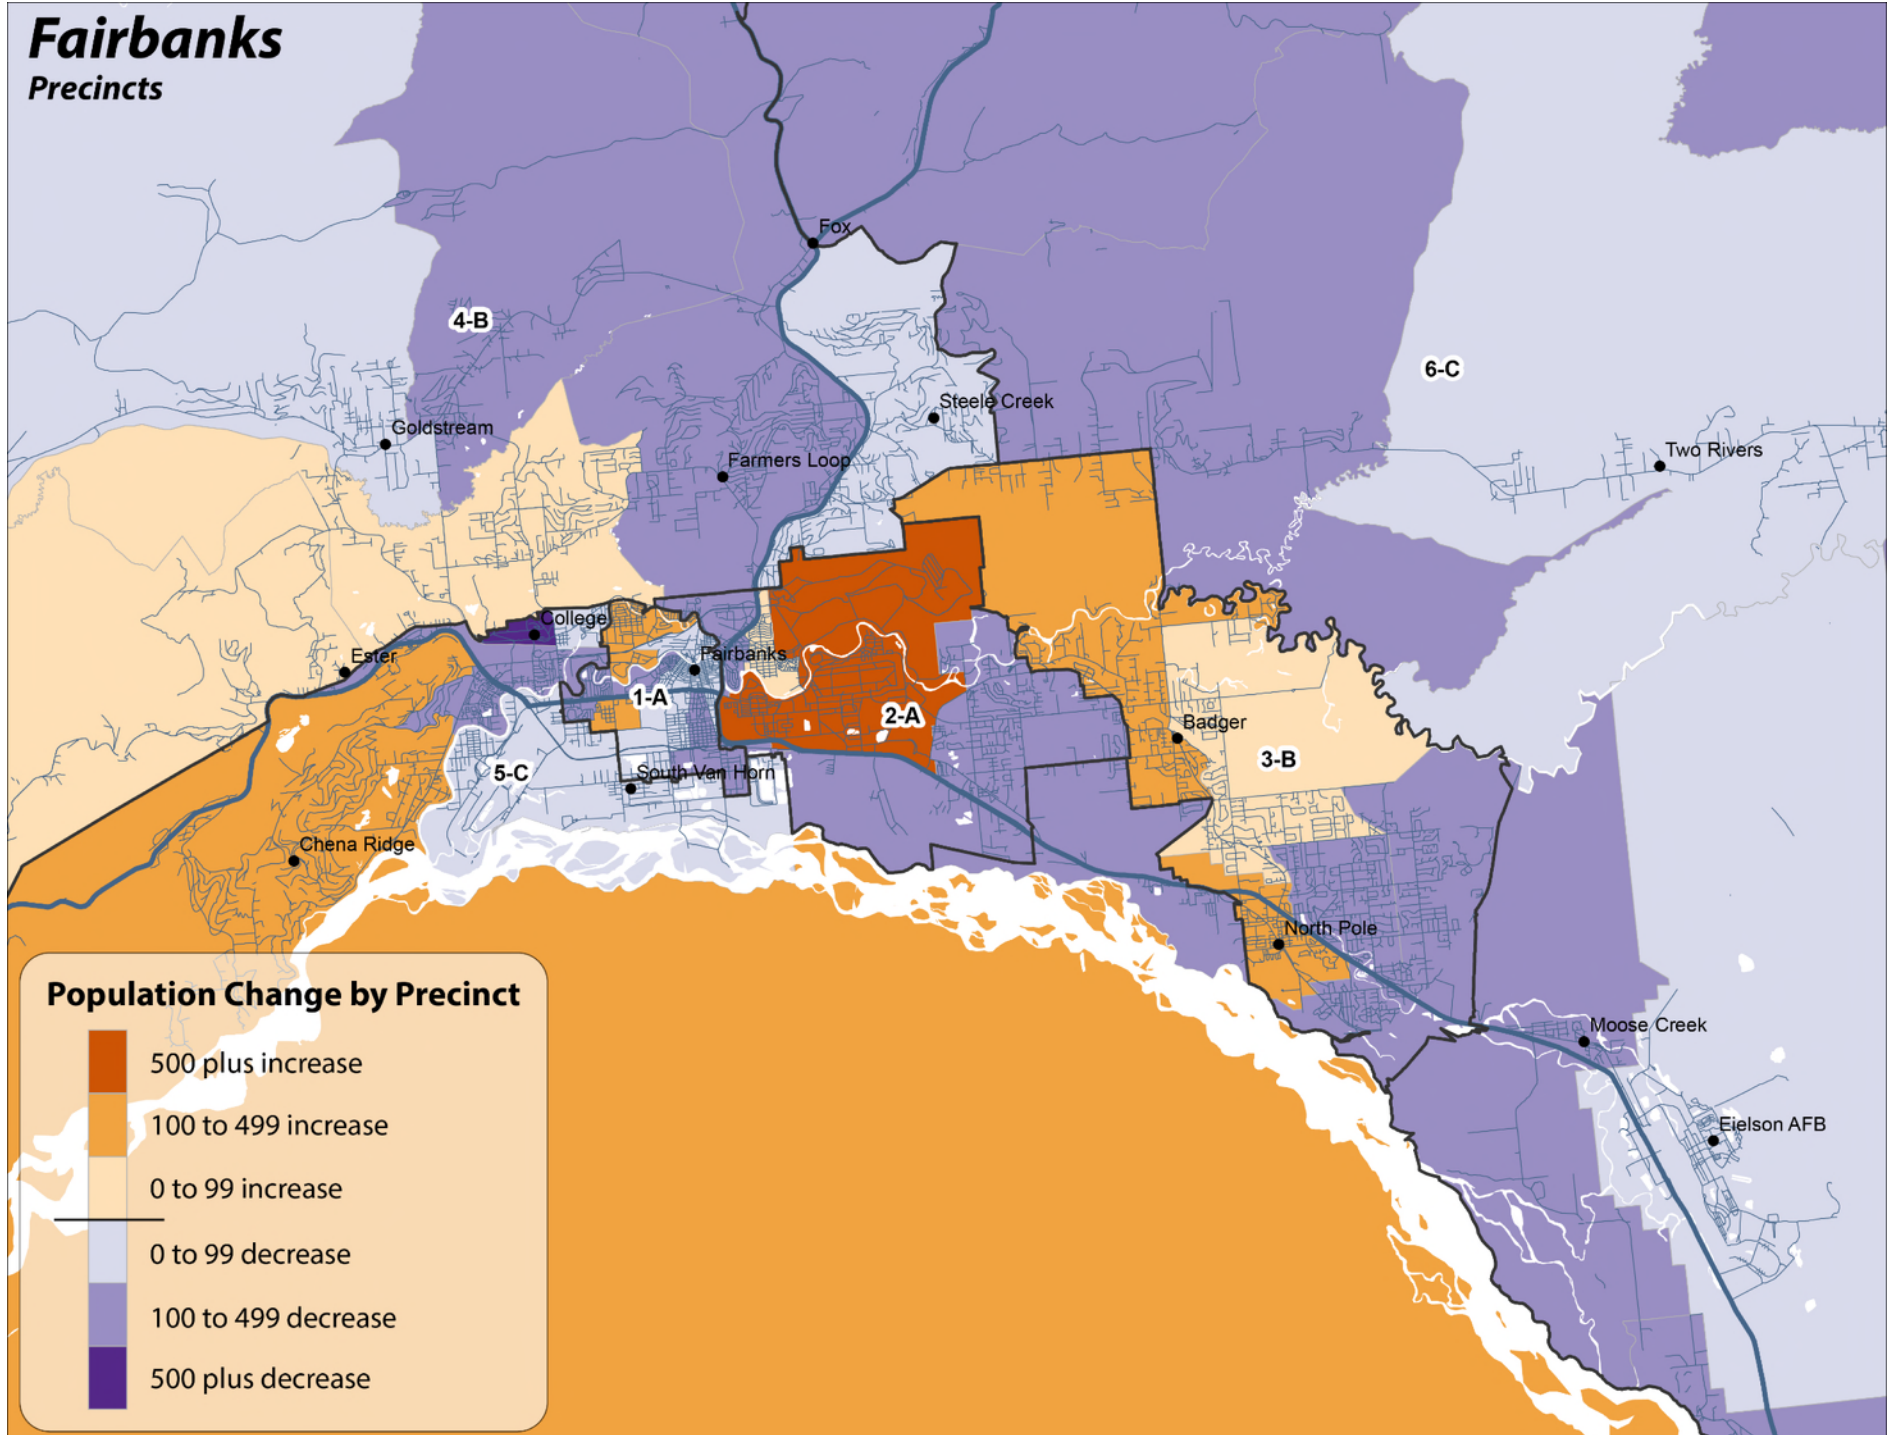 Fairbanks
Precincts
Fox
4-B
6-C
Steele Creek
Goldstream
Two Rivers
Farmers Loop
College
Fairbanks
Ester
1-A
2-A
Badger
3-B
5-C
South Van Horn
Chena Ridge
North Pole
Population Change by Precinct
Moose Creek
500 plus increase
100 to 499 increase
Eielson AFB
0 to 99 increase
0 to 99 decrease
100 to 499 decrease
500 plus decrease